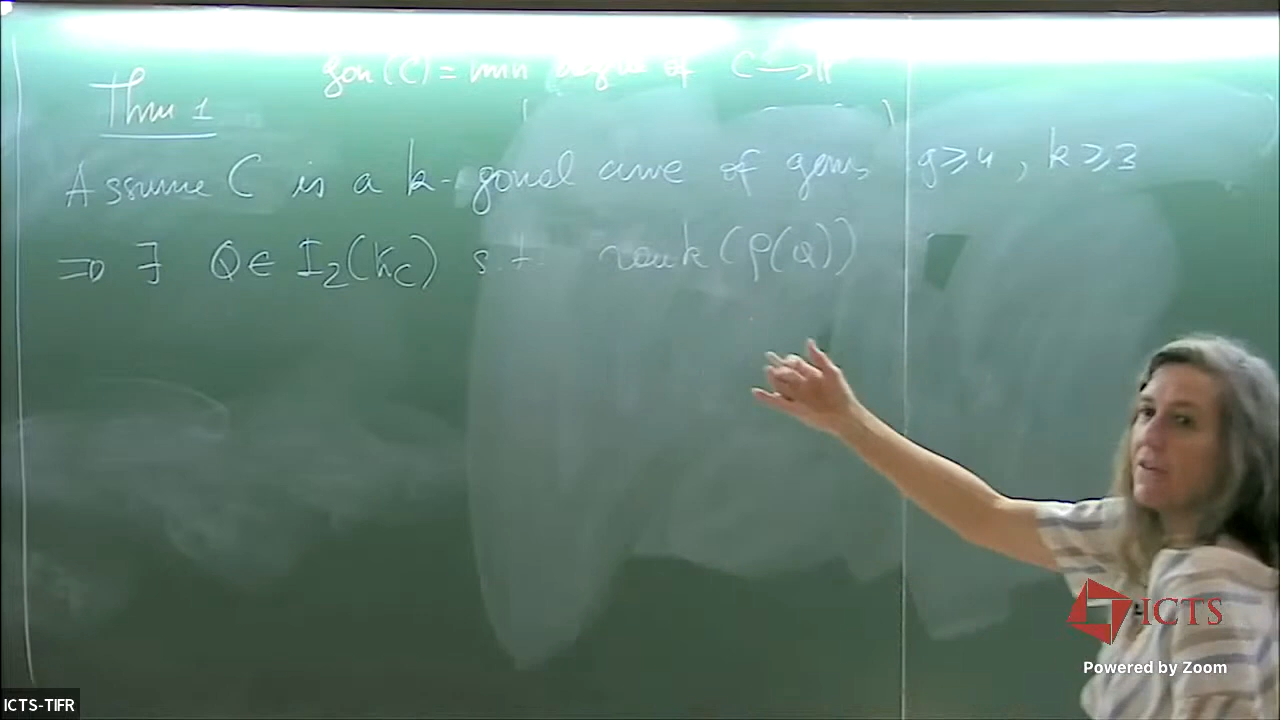 gon(C) = min degree of C → P
Thm 1
Assume C is a k-gonal curve of genus g ≥ 4, k ≥ 3
⇒ ∃ Q ∈ I₂(K_C) s.t. rank(ρ(Q))
ICTS
Powered by Zoom
ICTS-TIFR